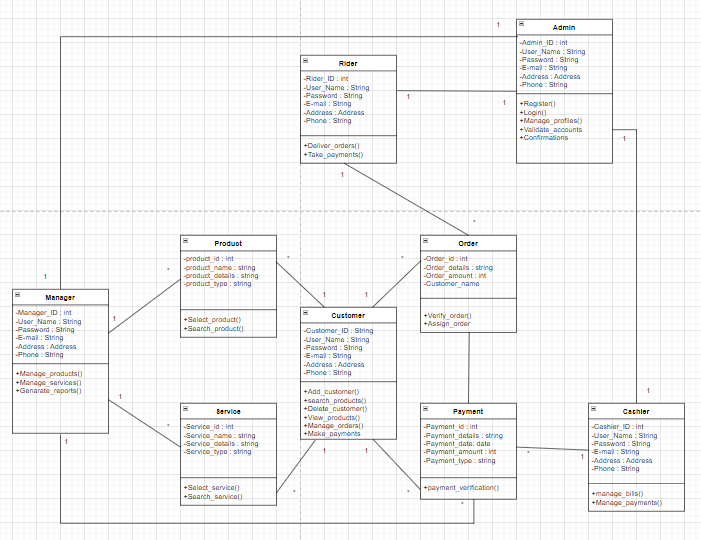 Admin
-Admin_ID : int
-User_Name : String
-Password : String
-E-mail : String
-Address : Address
-Phone : String
+Register()
+Login()
+Manage_profiles()
+Validate_accounts
+Confirmations
1
1
1
Rider
-Rider_ID : int
-User_Name : String
-Password : String
-E-mail : String
-Address : Address
-Phone : String
+Deliver_orders()
+Take_payments()
1
1
*
Product
-product_id : int
-product_name : string
-product_details : string
-product_type : string
+Select_product()
+Search_product()
*
*
Order
-Order_id : int
-Order_details : string
-Order_amount : int
-Customer_name
+Verify_order()
+Assign_order
*
1
Manager
-Manager_ID : int
-User_Name : String
-Password : String
-E-mail : String
-Address : Address
-Phone : String
+Manage_products()
+Manage_services()
+Genarate_reports()
1
1
1
Customer
-Customer_ID : String
-User_Name : String
-Password : String
-E-mail : String
-Address : Address
-Phone : String
+Add_customer()
+search_products()
+Delete_customer()
+View_products()
+Manage_orders()
+Make_payments
1
1
1
1
Service
-Service_id : int
-Service_name : string
-Service_details : string
-Service_type : string
+Select_service()
+Search_service()
*
*
Payment
-Payment_id : int
-Payment_details : string
-Payment_date: date
-Payment_amount : int
-Payment_type : string
+payment_verification()
*
*
*
Cashier
-Cashier_ID : int
-User_Name : String
-Password : String
-E-mail : String
-Address : Address
-Phone : String
+manage_bills()
+Manage_payments()
1
1